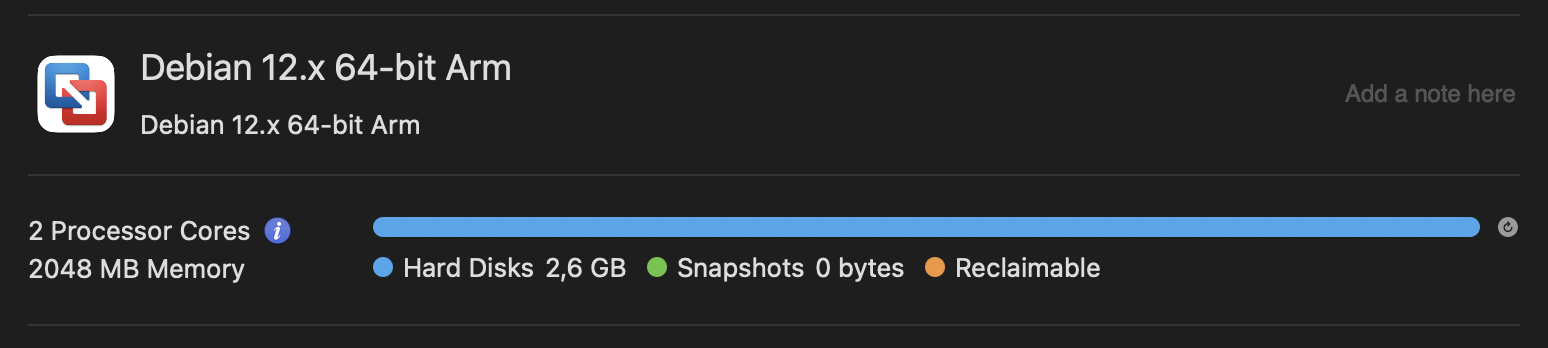 Debian 12.x 64-bit Arm
Debian 12.x 64-bit Arm
Add a note here
2 Processor Cores
2048 MB Memory
Hard Disks 2,6 GB Snapshots 0 bytes Reclaimable